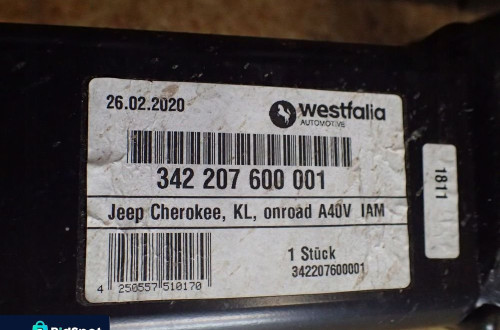 26.02.2020
westfalia
AUTOMOTIVE
342 207 600 001
Jeep Cherokee, KL, onroad A40V IAM
1 Stück
342207600001
4 250557 510170
1811
BidSpot